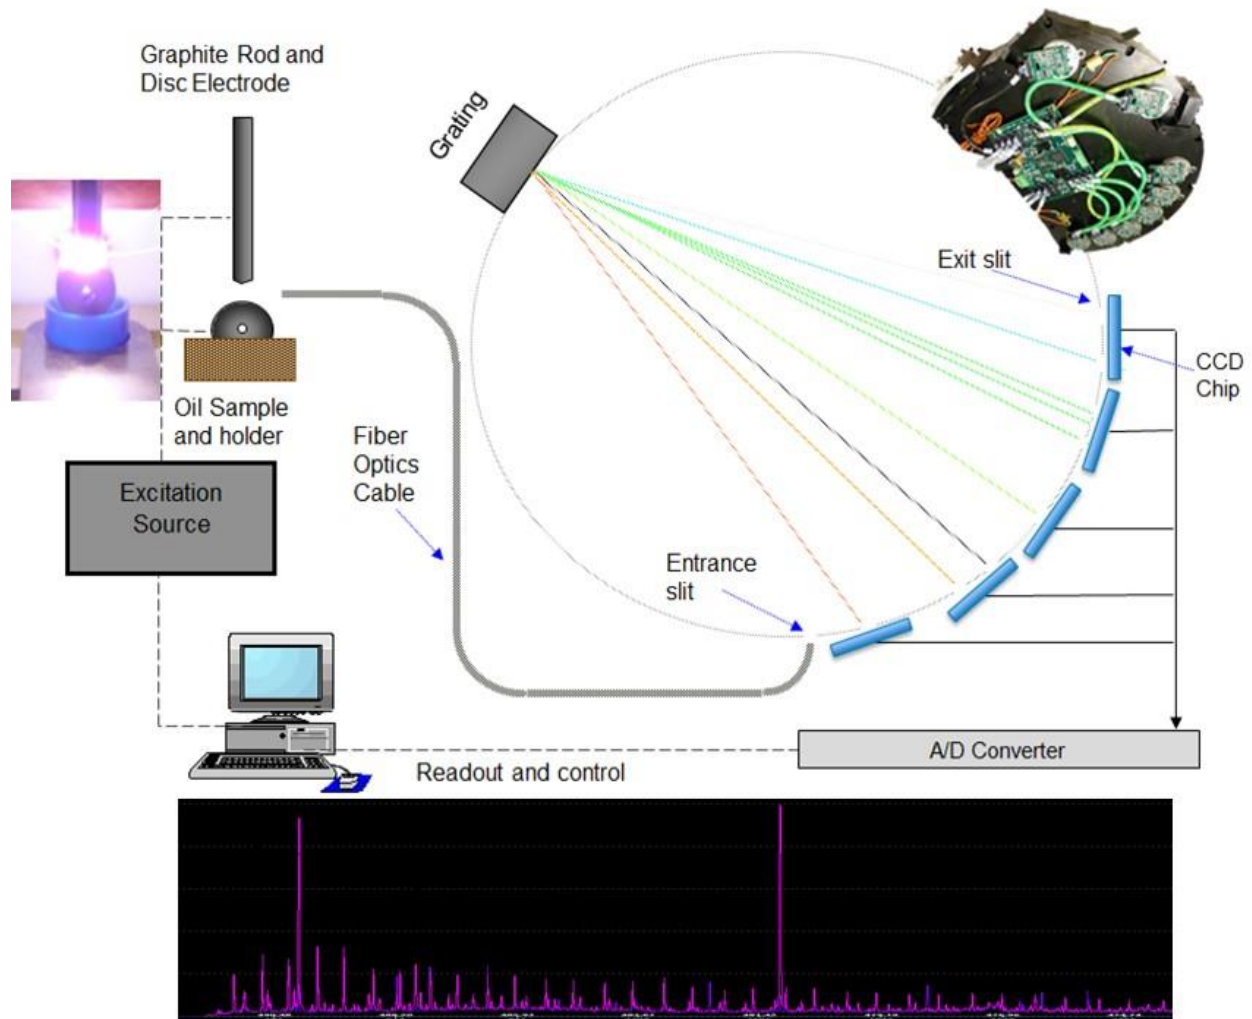 Graphite Rod and
Disc Electrode
Grating
Exit slit
CCD
Chip
Oil Sample
and holder
Fiber
Optics
Cable
Excitation
Source
Entrance
slit
A/D Converter
Readout and control